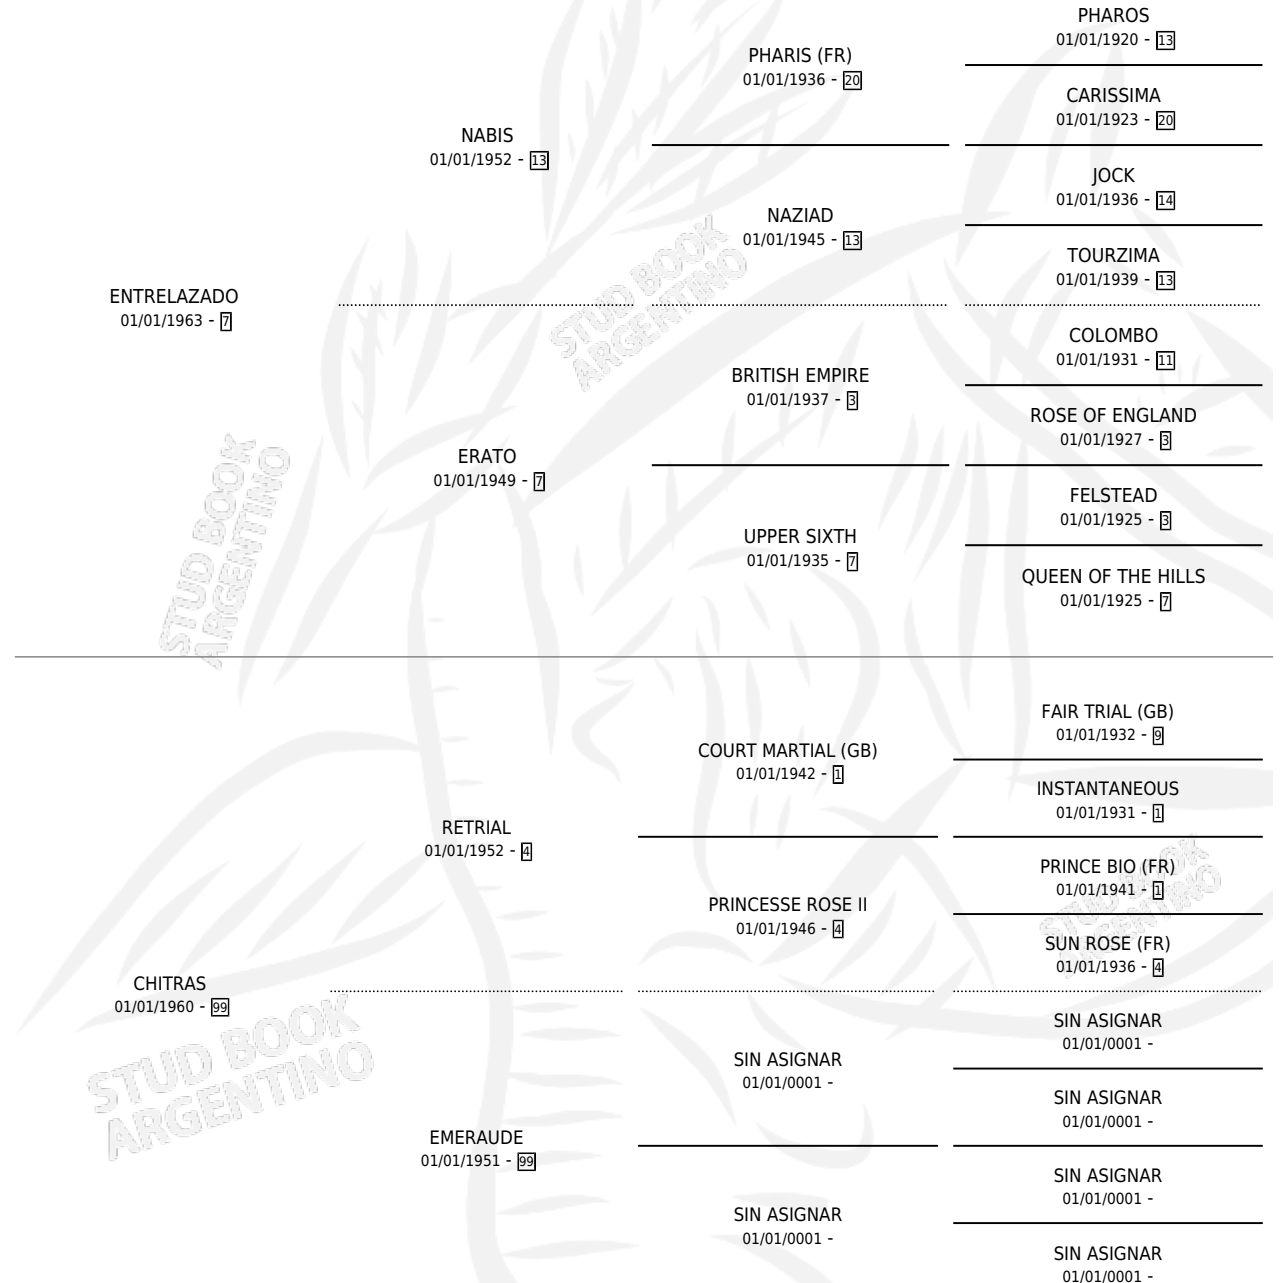 PHAROS
01/01/1920 - 13
PHARIS (FR)
01/01/1936 - 20
CARISSIMA
01/01/1923 - 20
NABIS
01/01/1952 - 13
JOCK
01/01/1936 - 14
NAZIAD
01/01/1945 - 13
TOURZIMA
01/01/1939 - 13
ENTRELAZADO
01/01/1963 - 7
COLOMBO
01/01/1931 - 11
BRITISH EMPIRE
01/01/1937 - 3
ROSE OF ENGLAND
01/01/1927 - 3
ERATO
01/01/1949 - 7
FELSTEAD
01/01/1925 - 3
UPPER SIXTH
01/01/1935 - 7
QUEEN OF THE HILLS
01/01/1925 - 7
STUD BOOK
ARGENTINO
STUD BOOK
ARGENTINO
FAIR TRIAL (GB)
01/01/1932 - 9
COURT MARTIAL (GB)
01/01/1942 - 1
INSTANTANEOUS
01/01/1931 - 1
RETRIAL
01/01/1952 - 4
PRINCE BIO (FR)
01/01/1941 - 1
PRINCESSE ROSE II
01/01/1946 - 4
SUN ROSE (FR)
01/01/1936 - 4
CHITRAS
01/01/1960 - 99
SIN ASIGNAR
01/01/0001 -
SIN ASIGNAR
01/01/0001 -
SIN ASIGNAR
01/01/0001 -
EMERAUDE
01/01/1951 - 99
SIN ASIGNAR
01/01/0001 -
SIN ASIGNAR
01/01/0001 -
SIN ASIGNAR
01/01/0001 -
STUD BOOK
ARGENTINO
STUD BOOK
ARGENTINO